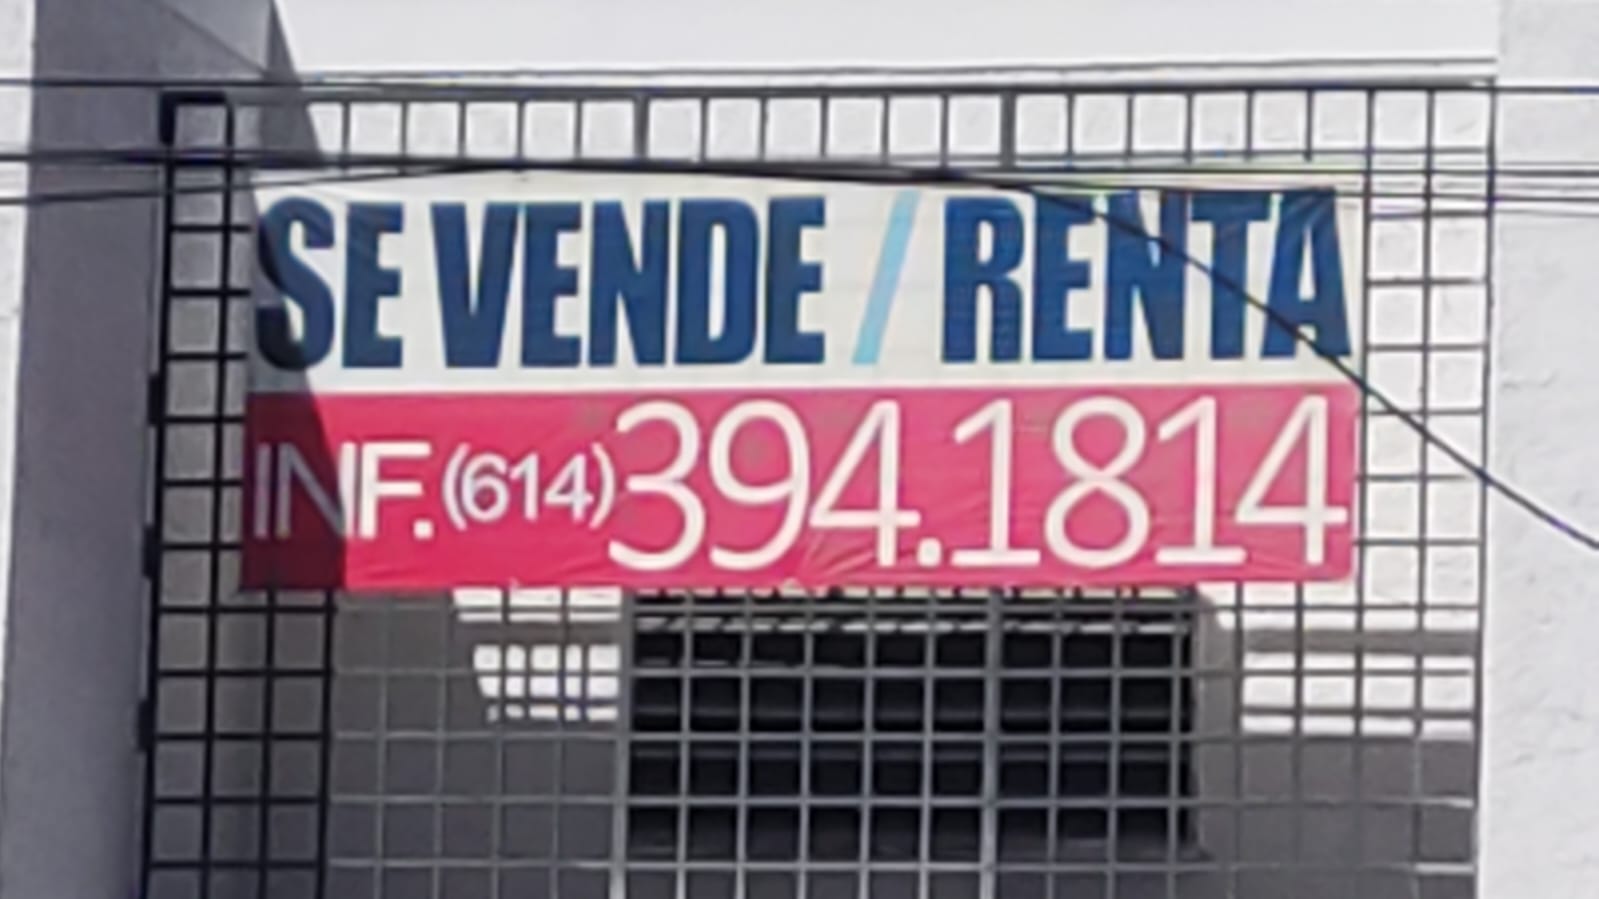 SE VENDE / RENTA
INF. (614) 394.1814